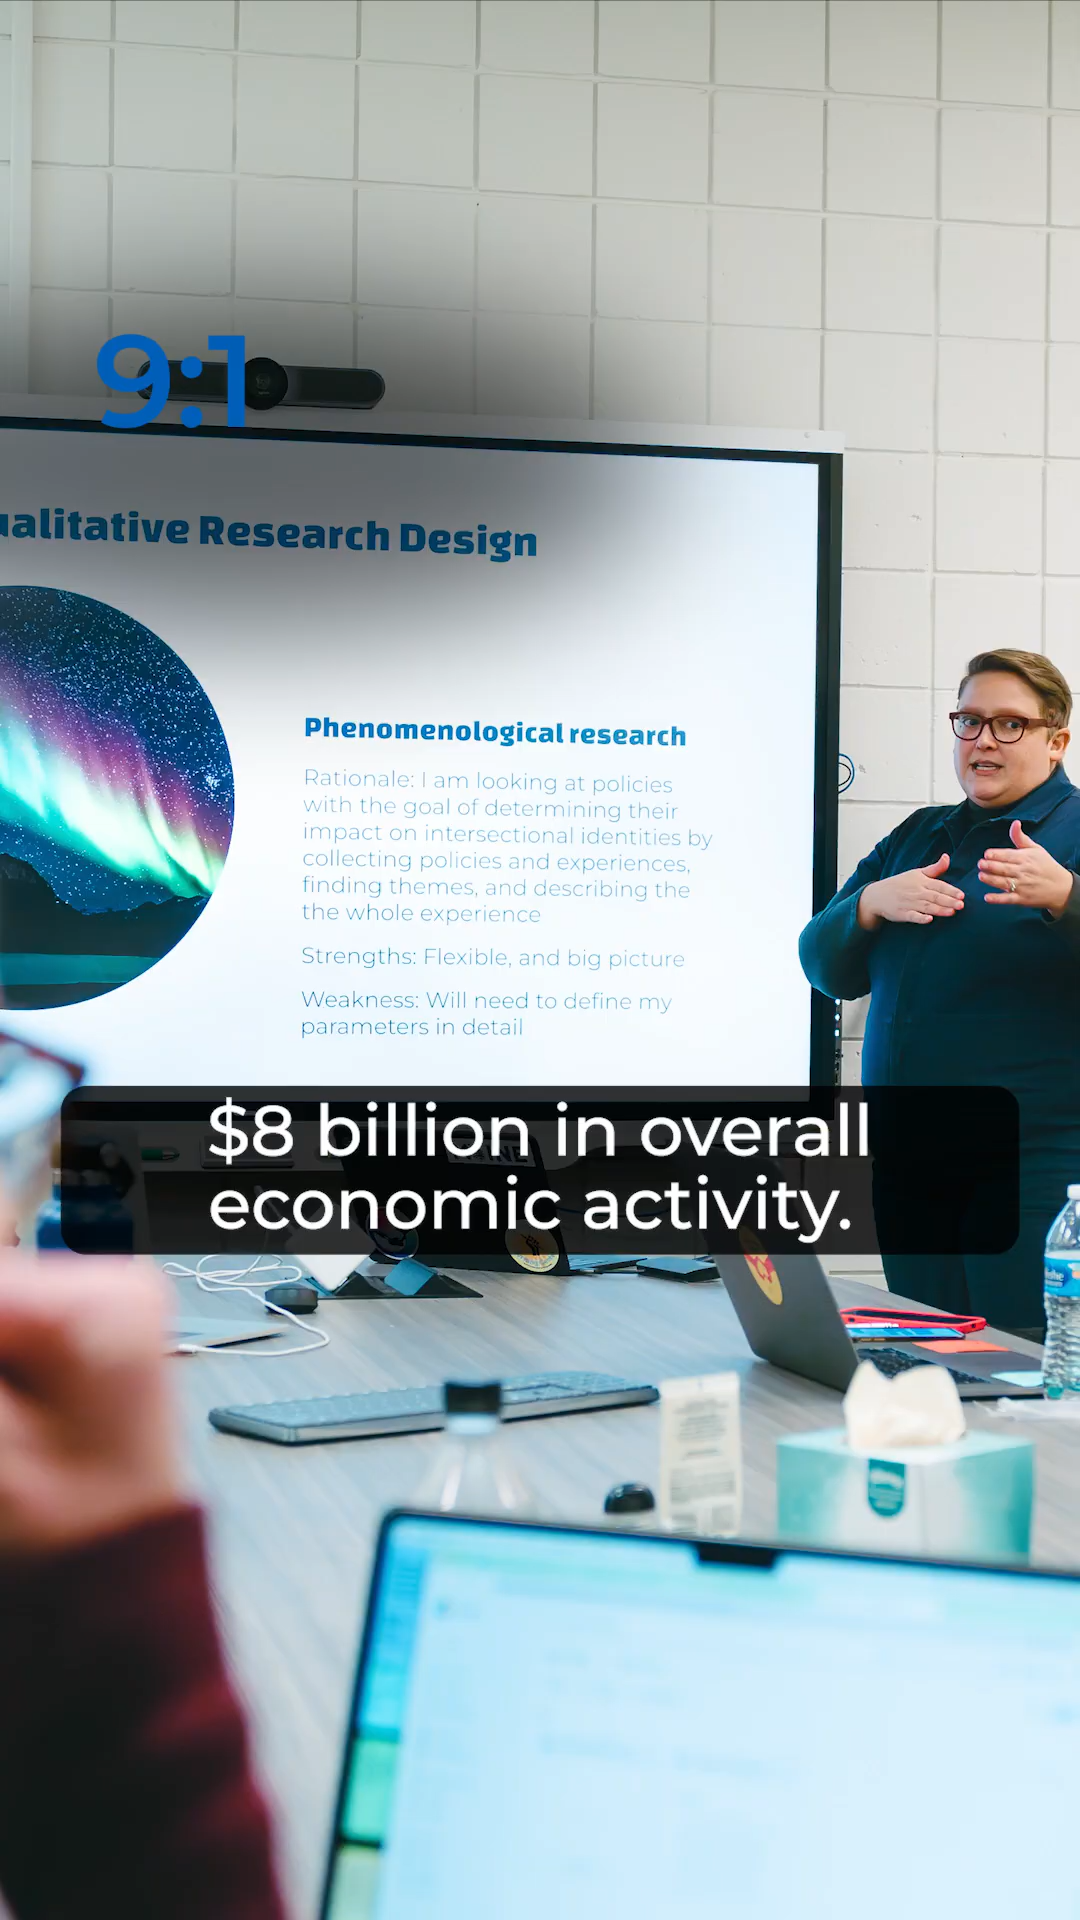 9:1
ualitative Research Design
Phenomenological research
Rationale: I am looking at policies
with the goal of determining their
impact on intersectional identities by
collecting policies and experiences,
finding themes, and describing the
the whole experience
Strengths: Flexible, and big picture
Weakness: Will need to define my
parameters in detail
$8 billion in overall
economic activity.